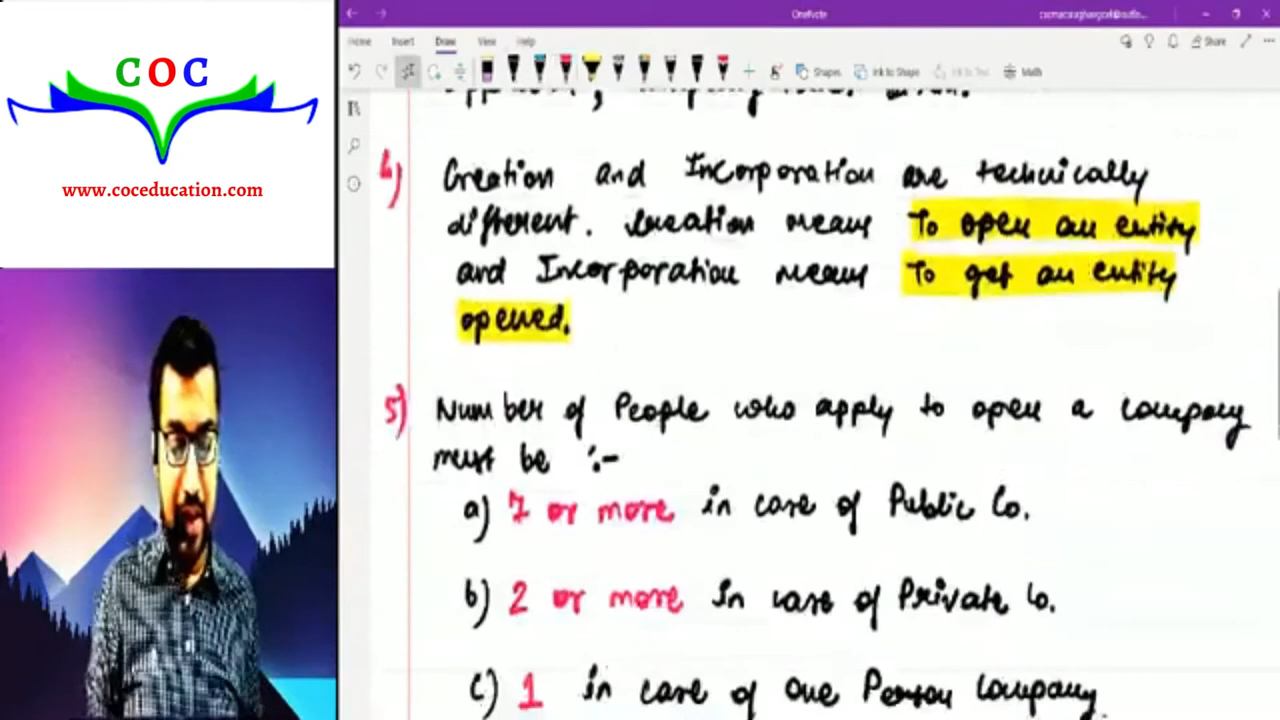 COC
www.coceducation.com
OneNote
Home Insert Draw View Help
Share
Shapes Ink to Shape Ink to Text Math
4) Creation and Incorporation are technically
different. Creation means To open an entity
and Incorporation means To get an entity
opened.
5) Number of People who apply to open a company
must be :-
a) 7 or more in case of Public Co.
b) 2 or more in case of Private Co.
c) 1 in case of One Person Company.